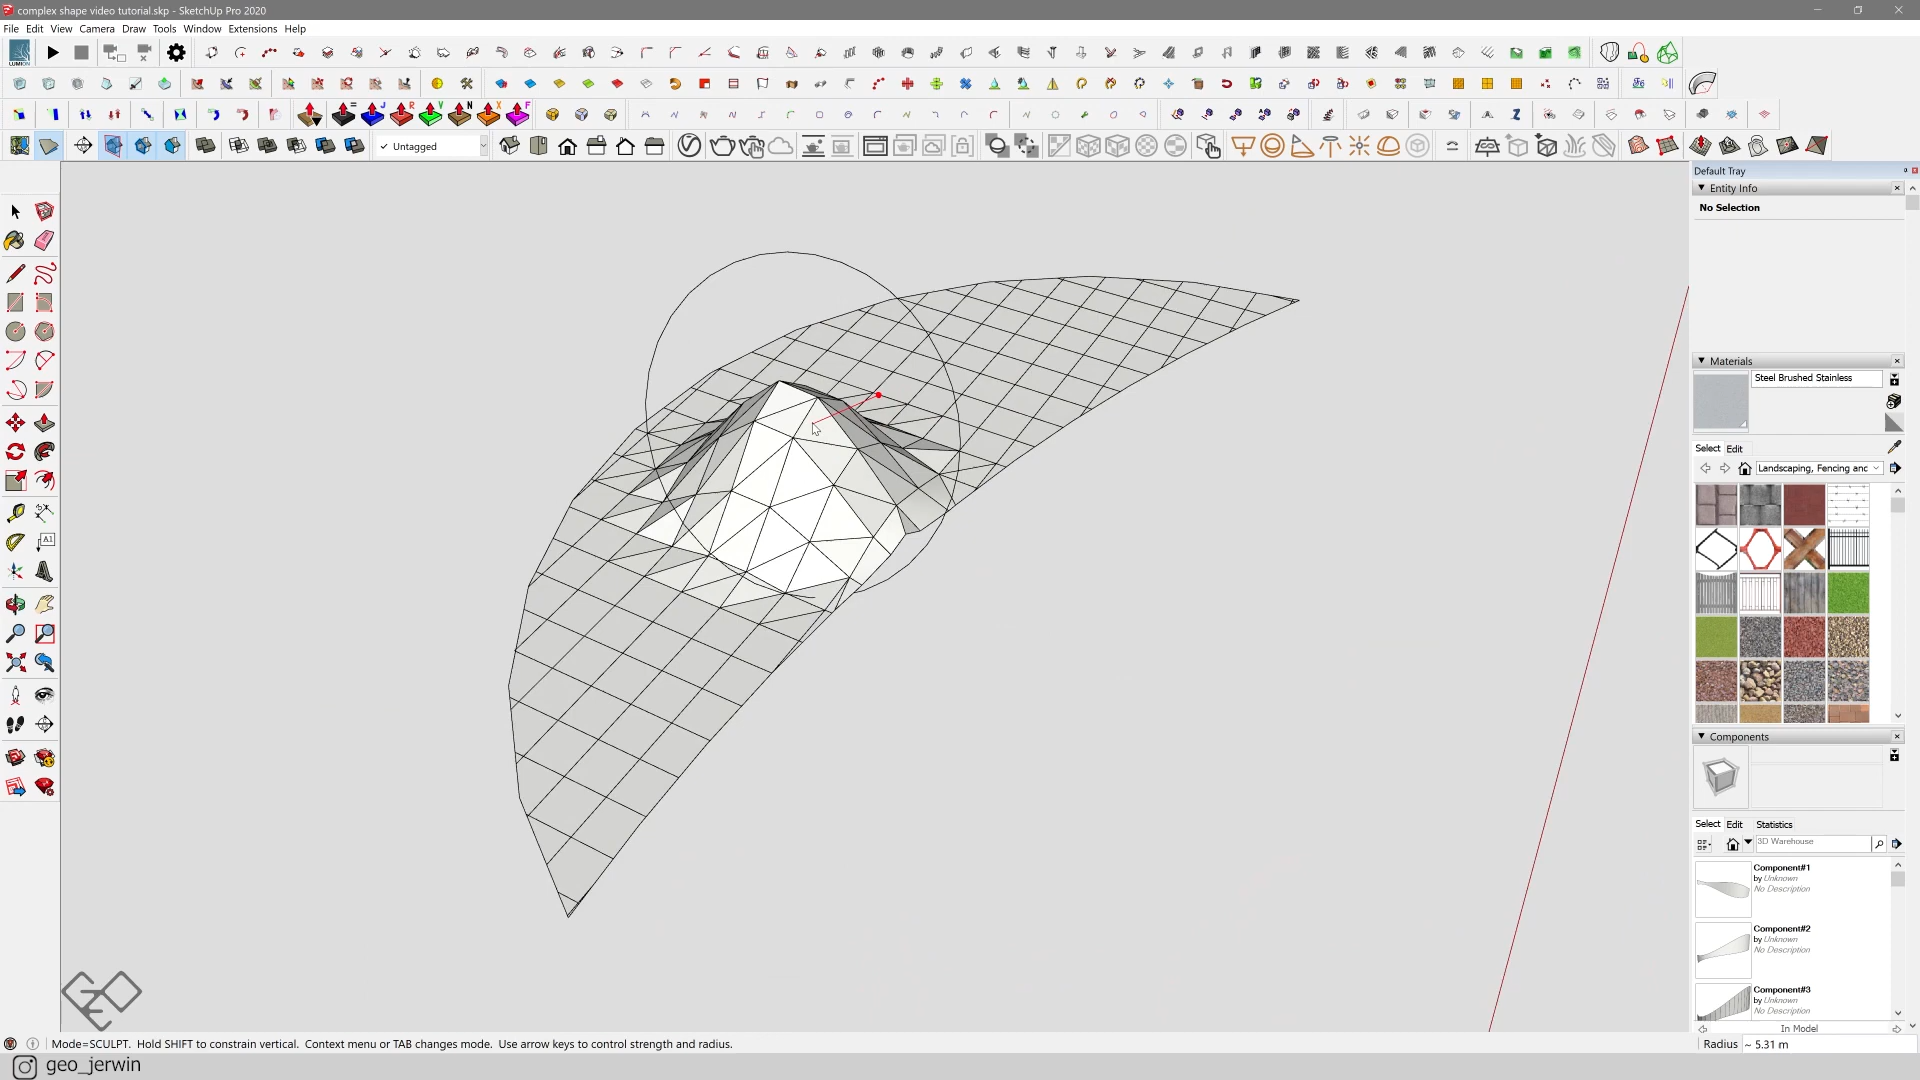 complex shape video tutorial.skp - SketchUp Pro 2020
File Edit View Camera Draw Tools Window Extensions Help
LUMION
= J R V N X F
✓ Untagged
Default Tray
Entity Info
No Selection
Materials
Steel Brushed Stainless
Select Edit
Landscaping, Fencing and
A1
Components
Select Edit Statistics
3D Warehouse
Component#1
by Unknown
No Description
Component#2
by Unknown
No Description
Component#3
by Unknown
No Description
In Model
Mode=SCULPT. Hold SHIFT to constrain vertical. Context menu or TAB changes mode. Use arrow keys to control strength and radius.
Radius ~ 5.31 m
geo_jerwin